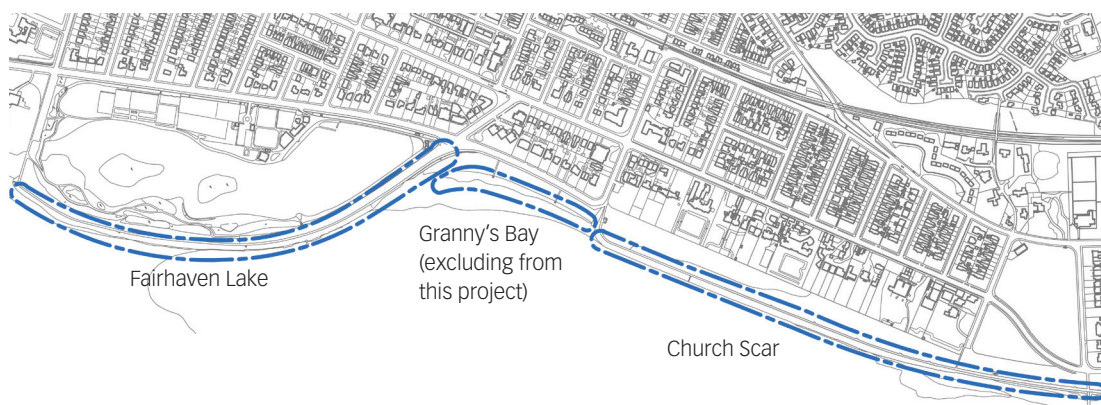 Fairhaven Lake
Granny's Bay
(excluding from
this project)
Church Scar